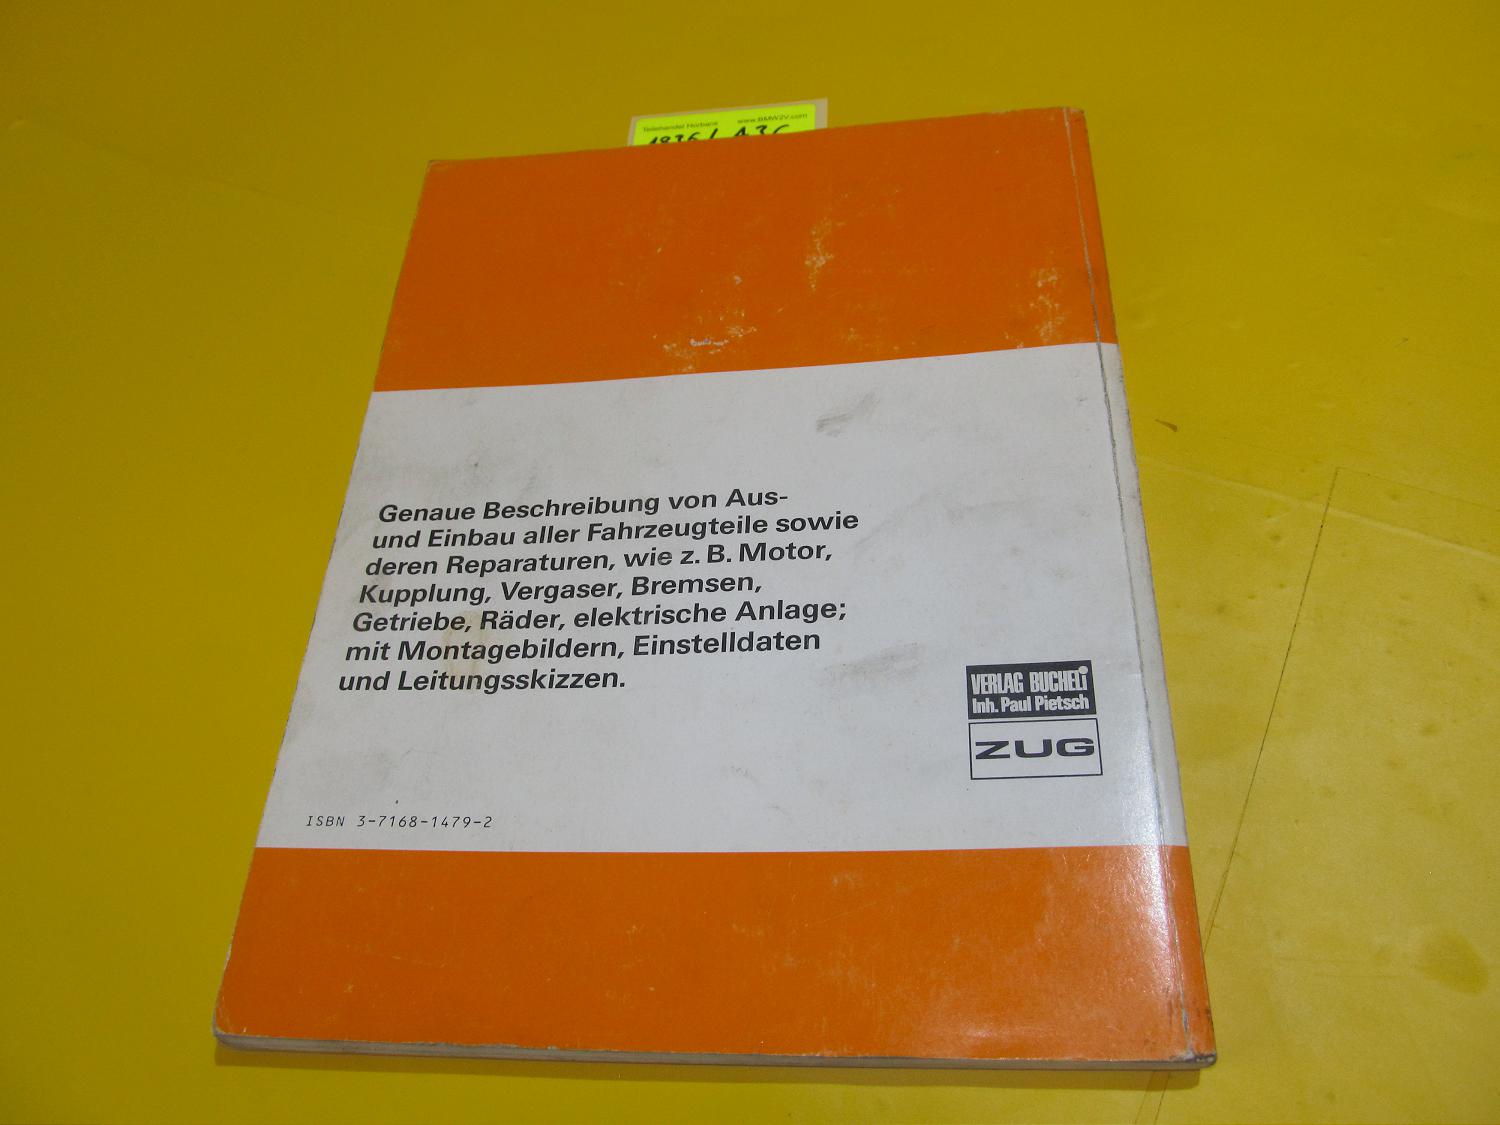 Teilehandel Horbank www.BMW2V.com
Genaue Beschreibung von Aus-
und Einbau aller Fahrzeugteile sowie
deren Reparaturen, wie z. B. Motor,
Kupplung, Vergaser, Bremsen,
Getriebe, Räder, elektrische Anlage;
mit Montagebildern, Einstelldaten
und Leitungsskizzen.
VERLAG BUCHELI
Inh. Paul Pietsch
ZUG
ISBN 3-7168-1479-2